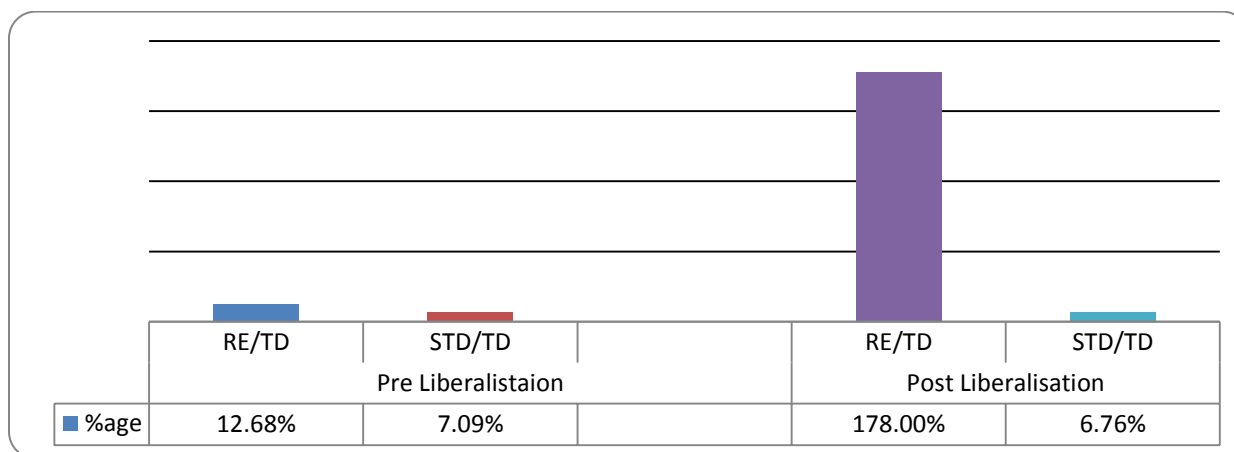 RE/TD STD/TD RE/TD STD/TD
Pre Liberalistaion Post Liberalisation
%age 12.68% 7.09% 178.00% 6.76%